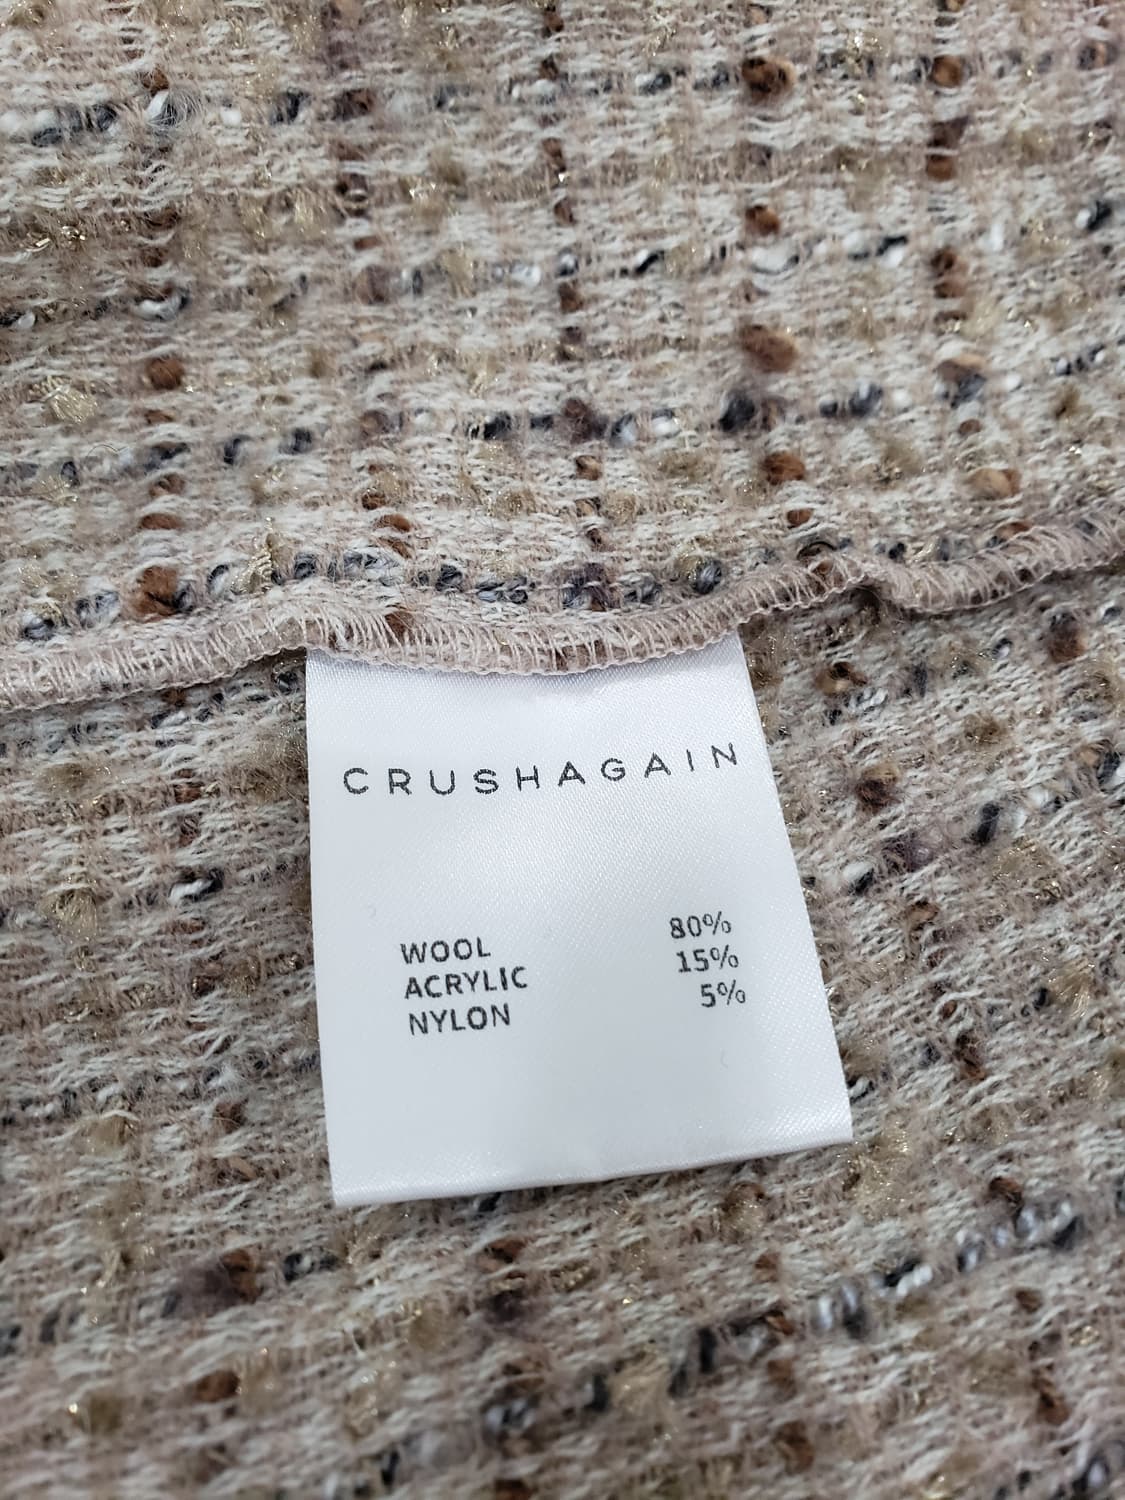 CRUSHAGAIN
WOOL 80%
ACRYLIC 15%
NYLON 5%